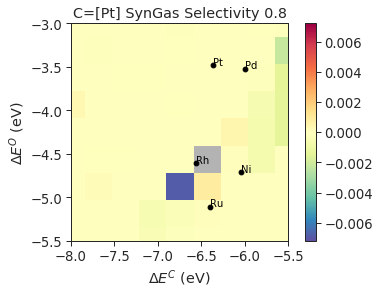 C=[Pt] SynGas Selectivity 0.8
−3.0
−3.5
−4.0
−4.5
−5.0
−5.5
ΔE^O (eV)
Pt
Pd
Rh
Ni
Ru
−8.0 −7.5 −7.0 −6.5 −6.0 −5.5
ΔE^C (eV)
0.006
0.004
0.002
0.000
−0.002
−0.004
−0.006